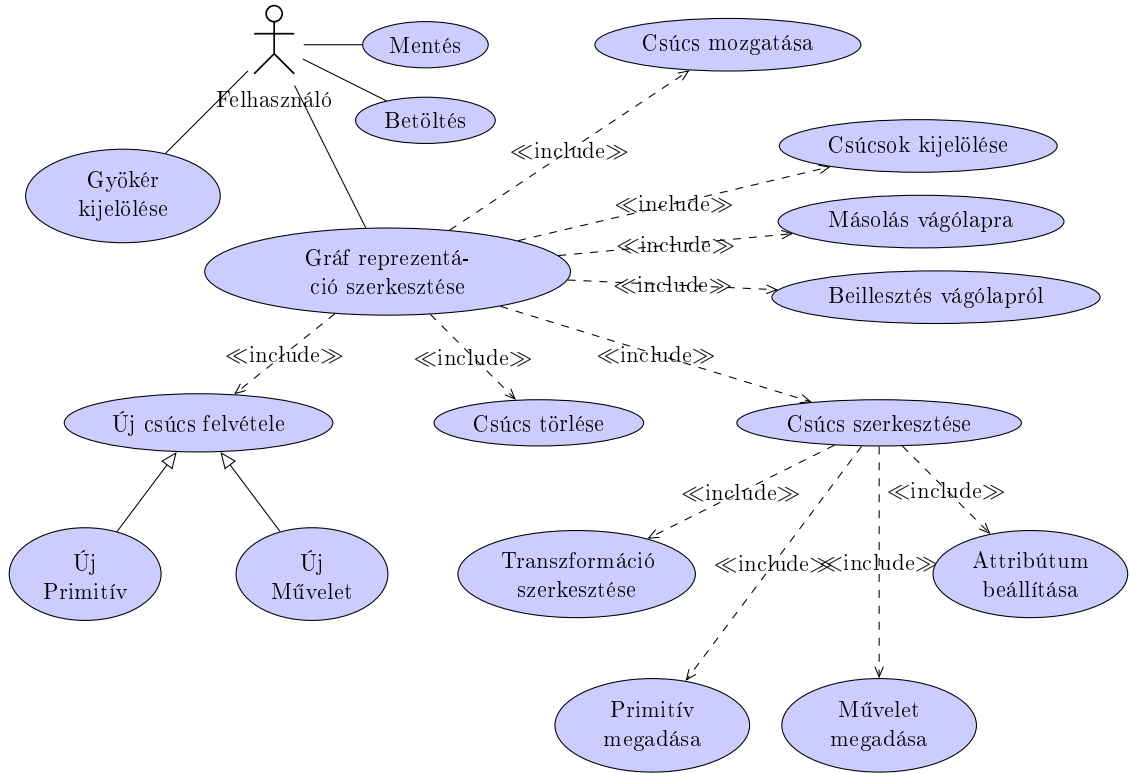 Mentés
Csúcs mozgatása
Felhasználó
Betöltés
≪include≫
Csúcsok kijelölése
Gyökér
kijelölése
≪include≫
Másolás vágólapra
≪include≫
Gráf reprezentá-
ció szerkesztése
≪include≫
Beillesztés vágólapról
≪include≫
≪include≫
≪include≫
Új csúcs felvétele
Csúcs törlése
Csúcs szerkesztése
≪include≫
≪include≫
Új
Primitív
Új
Művelet
Transzformáció
szerkesztése
≪include≫
≪include≫
Attribútum
beállítása
Primitív
megadása
Művelet
megadása